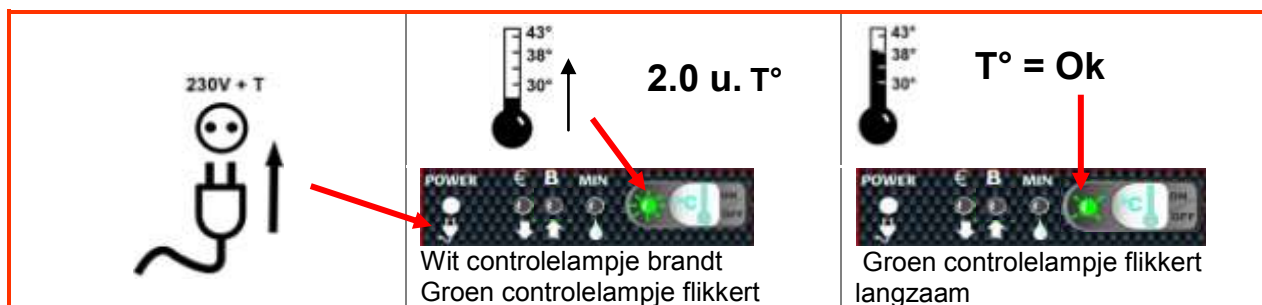 230V + T
43°
38°
30°
2.0 u. T°
POWER € B MIN
°C ON
OFF
Wit controlelampje brandt
Groen controlelampje flikkert
43°
38°
30°
T° = Ok
POWER € B MIN
°C ON
OFF
Groen controlelampje flikkert
langzaam